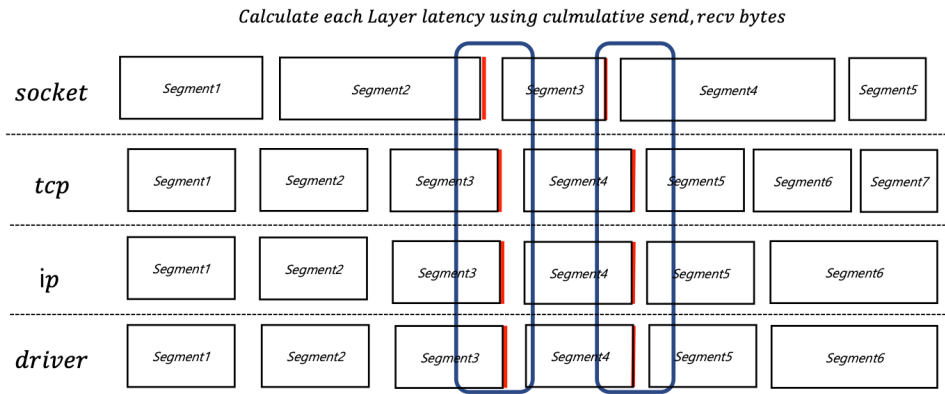 Calculate each Layer latency using culmulative send, recv bytes
socket Segment1 Segment2 Segment3 Segment4 Segment5
tcp Segment1 Segment2 Segment3 Segment4 Segment5 Segment6 Segment7
ip Segment1 Segment2 Segment3 Segment4 Segment5 Segment6
driver Segment1 Segment2 Segment3 Segment4 Segment5 Segment6